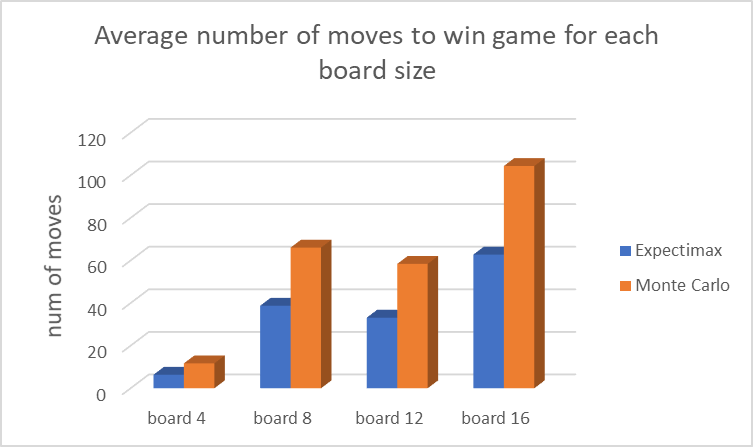 Average number of moves to win game for each
board size
num of moves
120
100
80
60
40
20
0
board 4
board 8
board 12
board 16
Expectimax
Monte Carlo